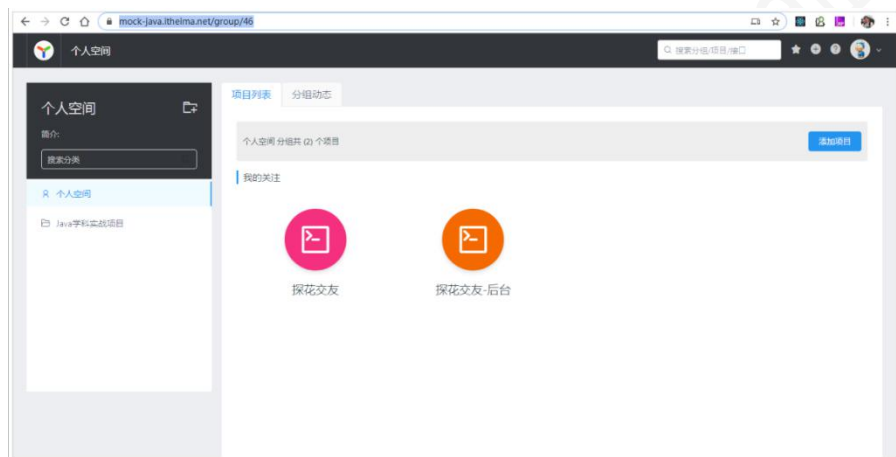 mock-java.itheima.net/group/46
个人空间
搜索分组/项目/接口
个人空间
简介:
搜索分类
个人空间
Java学科实战项目
项目列表 分组动态
个人空间 分组共 (2) 个项目 添加项目
我的关注
探花交友 探花交友-后台